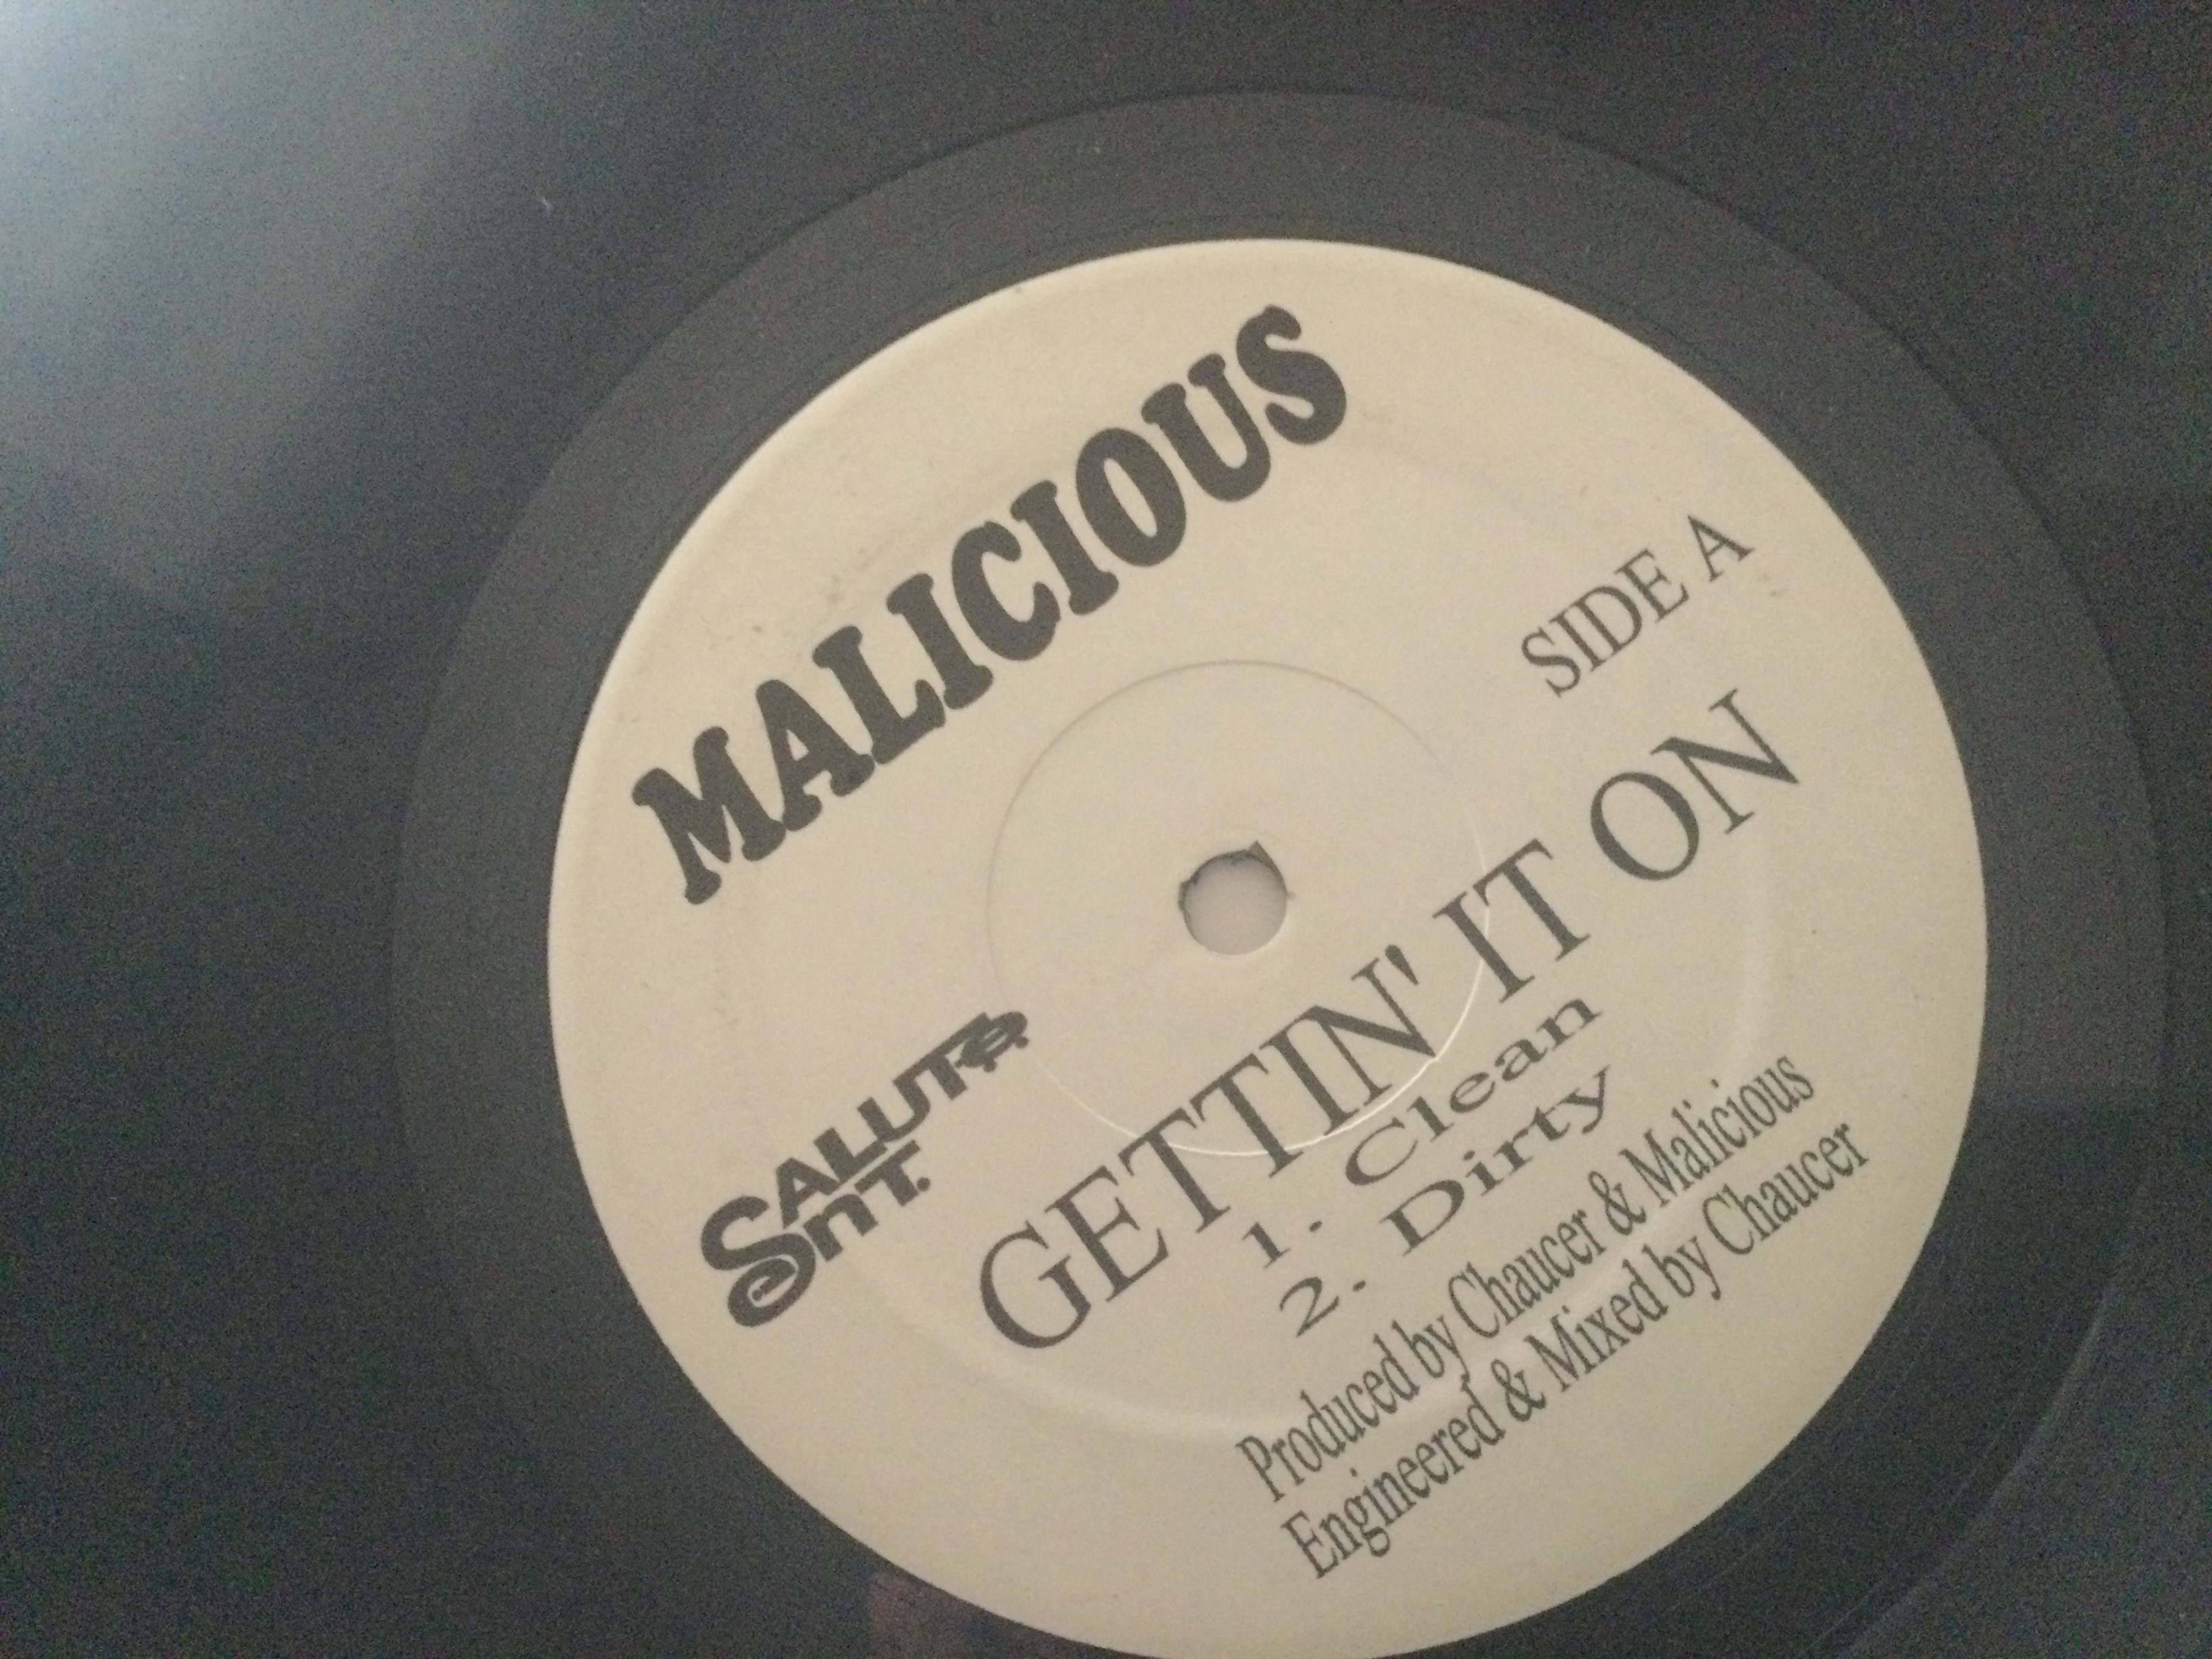 MALICIOUS
SIDE A
SALUTE
ENT.
GETTIN' IT ON
1. Clean
2. Dirty
Produced by Chaucer & Malicious
Engineered & Mixed by Chaucer